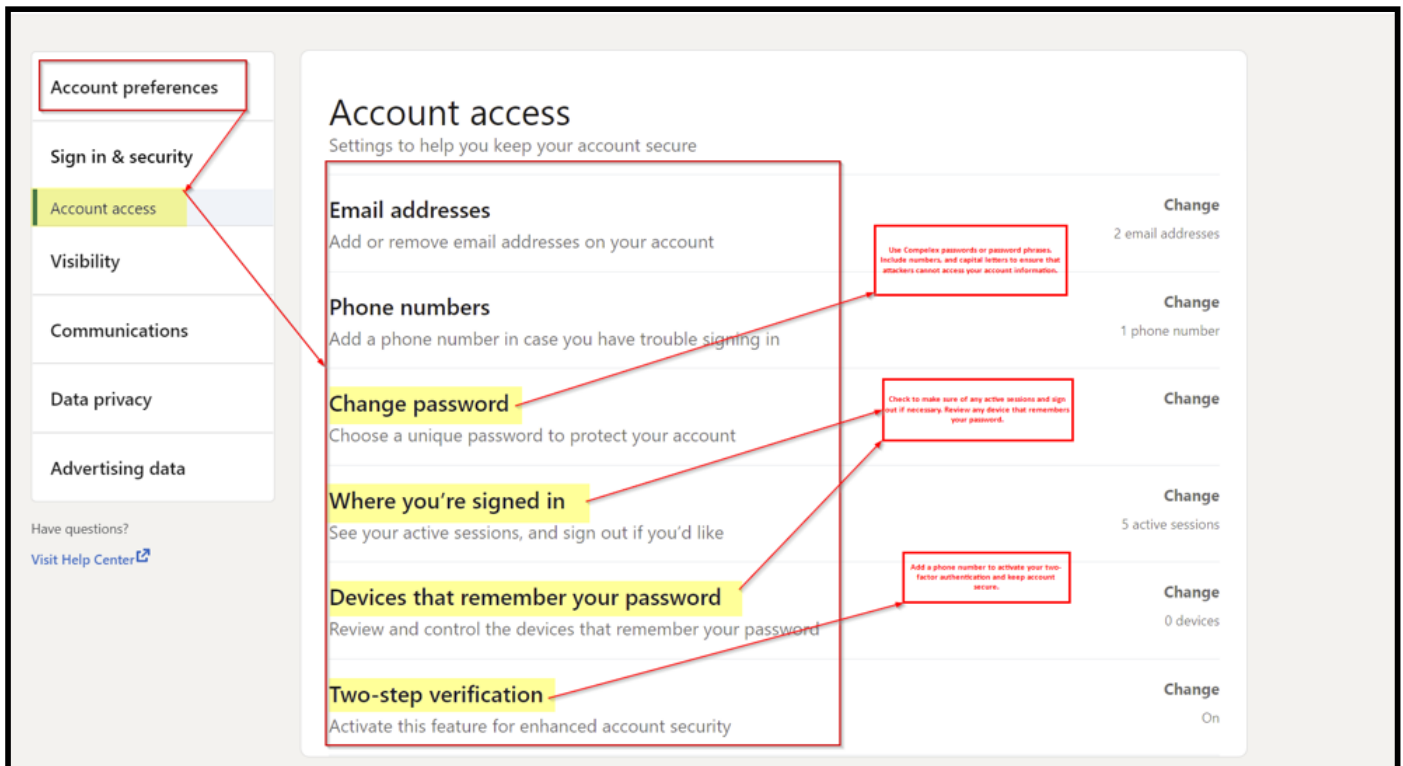 Account preferences
Sign in & security
Account access
Visibility
Communications
Data privacy
Advertising data
Have questions?
Visit Help Center
Account access
Settings to help you keep your account secure
Email addresses
Change
Add or remove email addresses on your account
2 email addresses
Use Compelex passwords or password phrases.
Include numbers, and capital letters to ensure that
attackers cannot access your account information.
Phone numbers
Change
Add a phone number in case you have trouble signing in
1 phone number
Change password
Change
Choose a unique password to protect your account
Check to make sure of any active sessions and sign
out if necessary. Review any device that remembers
your password.
Where you're signed in
Change
See your active sessions, and sign out if you'd like
5 active sessions
Devices that remember your password
Change
Review and control the devices that remember your password
0 devices
Add a phone number to activate your two-
factor authentication and keep account
secure.
Two-step verification
Change
Activate this feature for enhanced account security
On